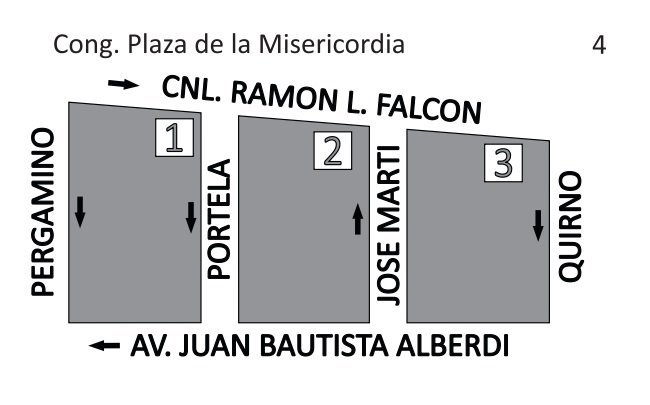 Cong. Plaza de la Misericordia
4
CNL. RAMON L. FALCON
1
2
3
PERGAMINO
PORTELA
JOSE MARTI
QUIRNO
AV. JUAN BAUTISTA ALBERDI